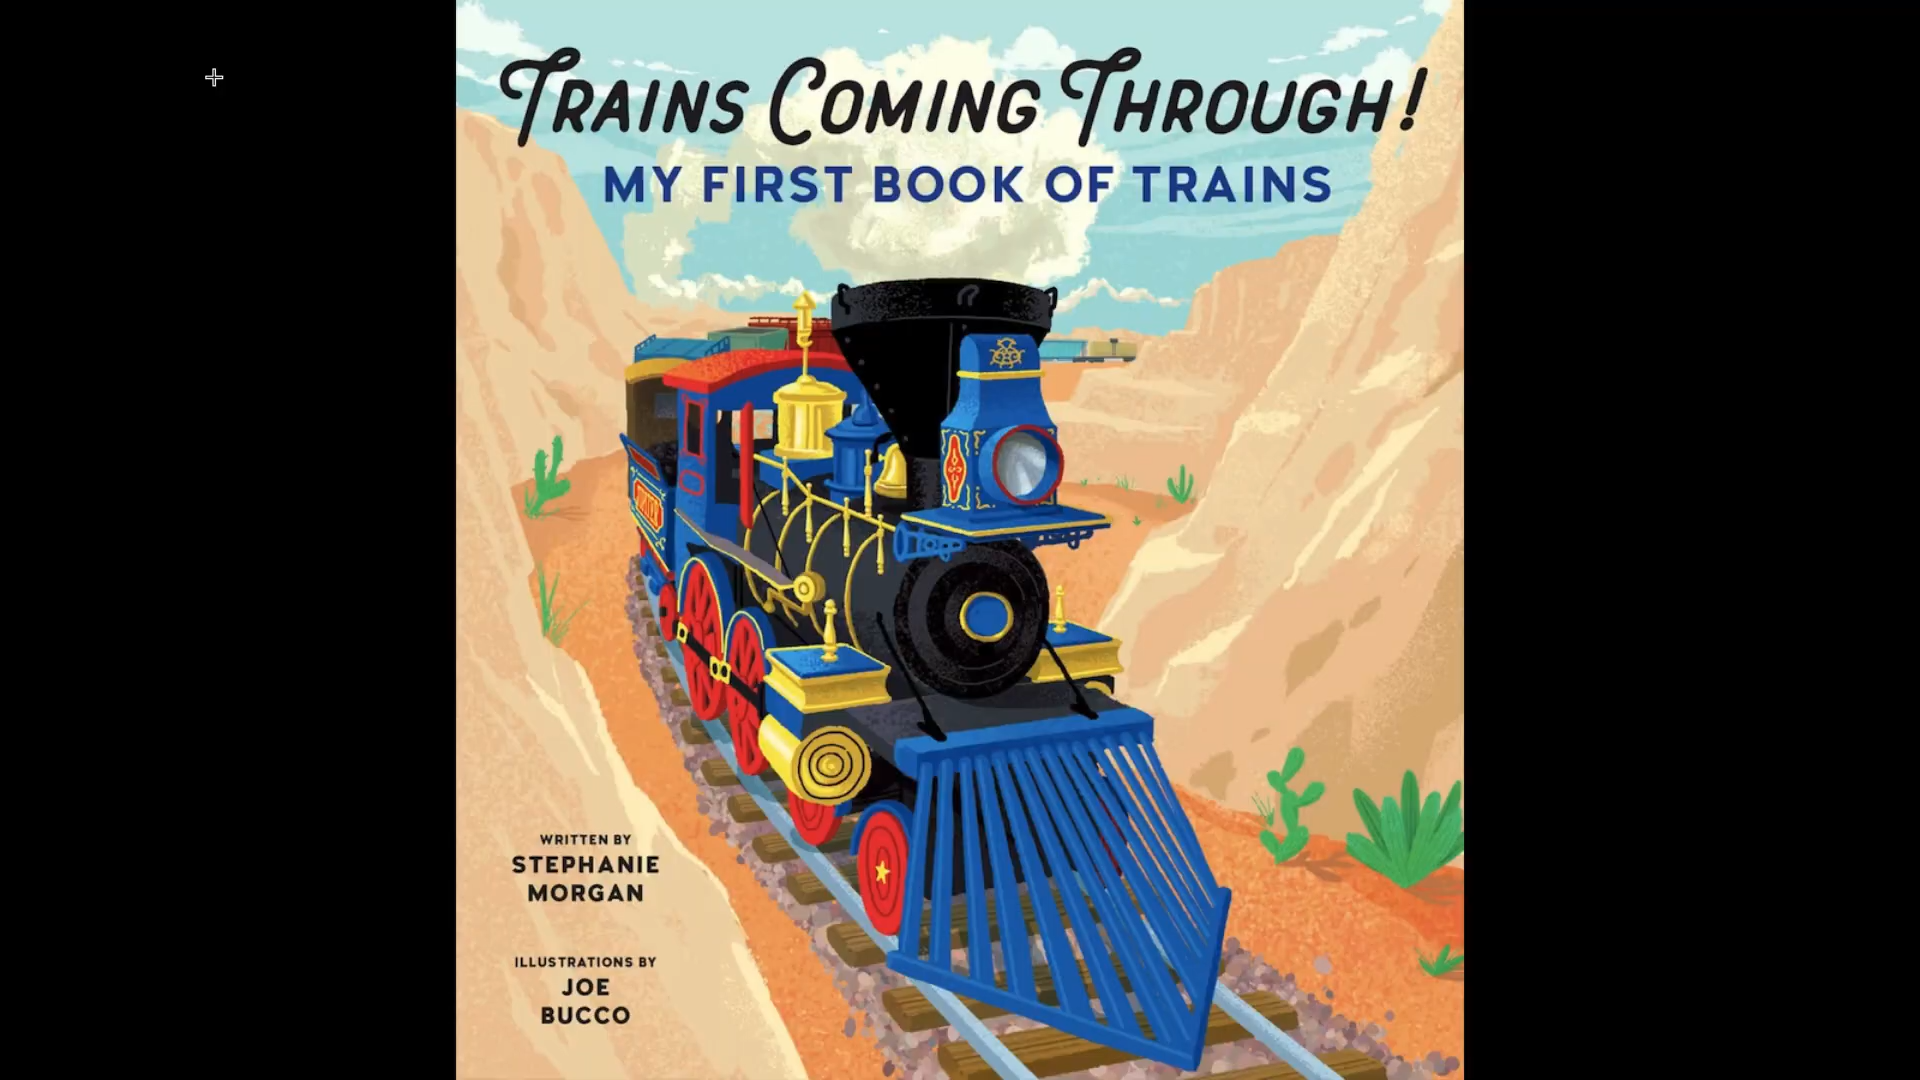 TRAINS COMING THROUGH!
MY FIRST BOOK OF TRAINS
WRITTEN BY
STEPHANIE
MORGAN
ILLUSTRATIONS BY
JOE
BUCCO